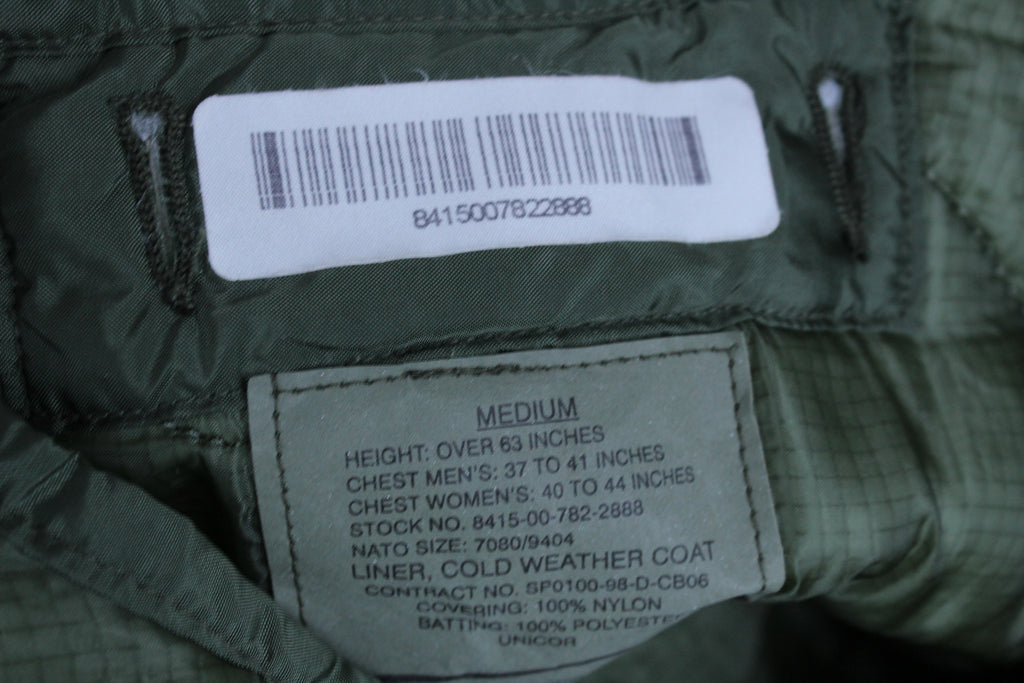 8415007822888
MEDIUM
HEIGHT: OVER 63 INCHES
CHEST MEN'S: 37 TO 41 INCHES
CHEST WOMEN'S: 40 TO 44 INCHES
STOCK NO. 8415-00-782-2888
NATO SIZE: 7080/9404
LINER, COLD WEATHER COAT
CONTRACT NO. SP0100-98-D-CB06
COVERING: 100% NYLON
BATTING: 100% POLYESTER
UNICOR